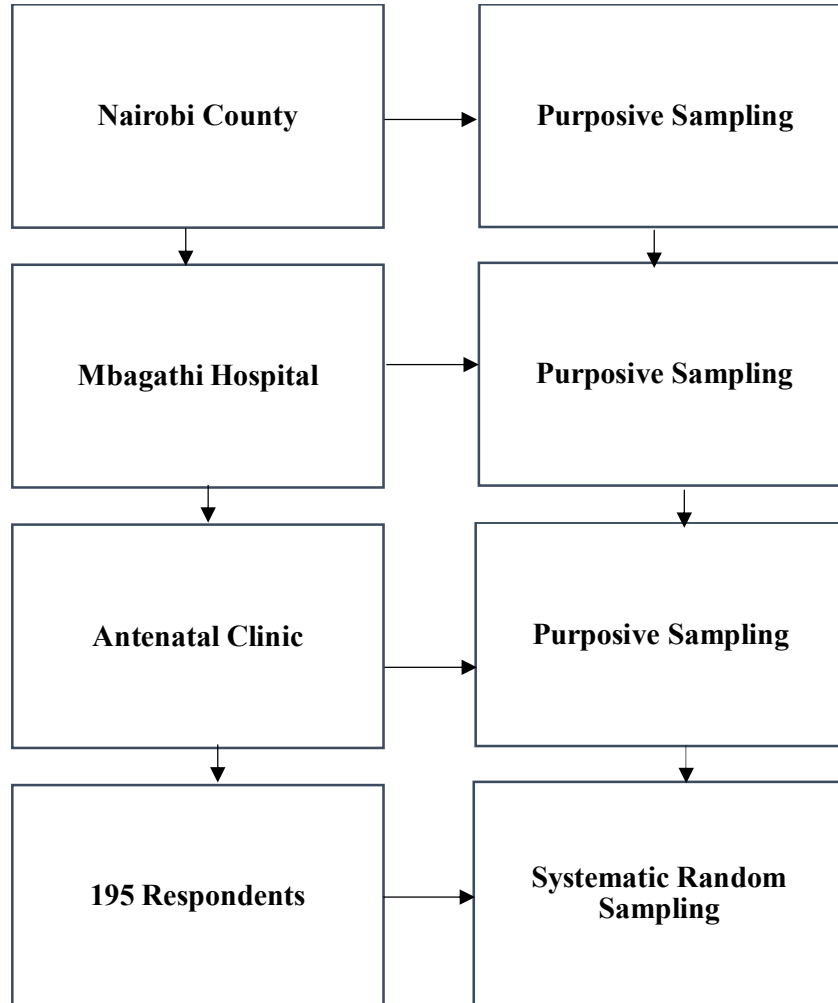 Nairobi County
Purposive Sampling
Mbagathi Hospital
Purposive Sampling
Antenatal Clinic
Purposive Sampling
195 Respondents
Systematic Random
Sampling